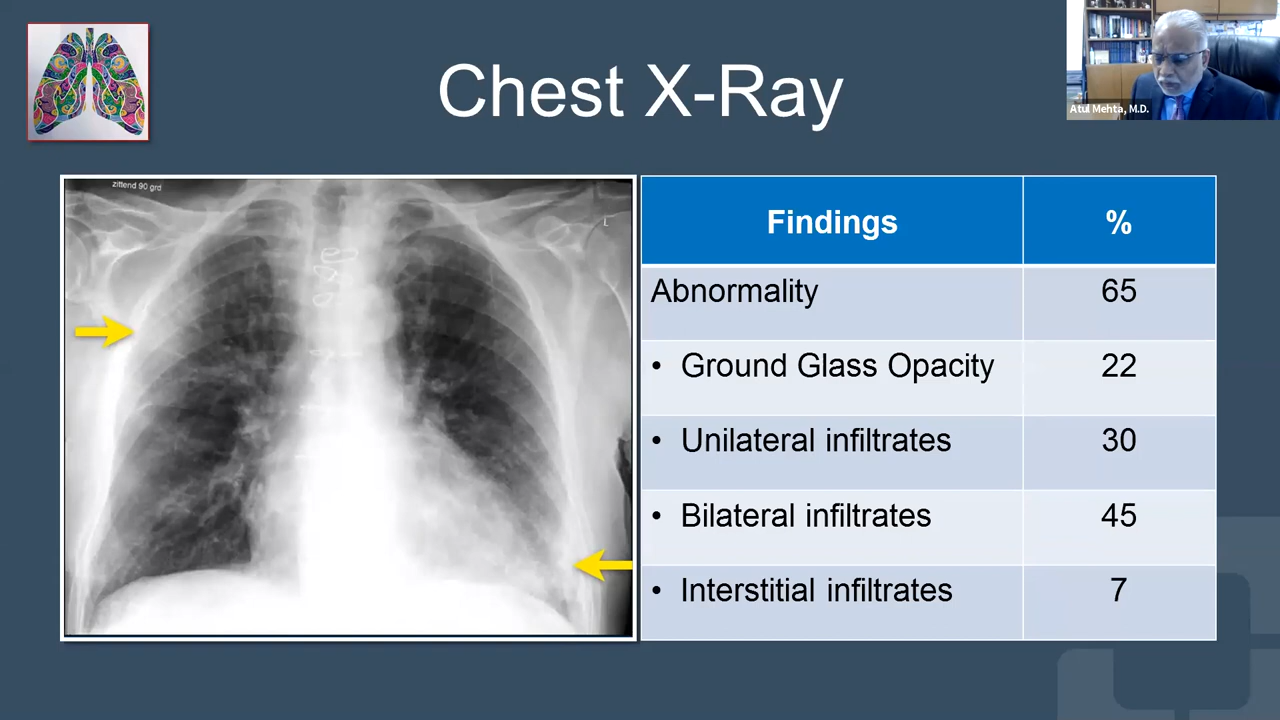 Chest X-Ray
Atul Mehta, M.D.
zittend 90 grd
L
Findings %
Abnormality 65
• Ground Glass Opacity 22
• Unilateral infiltrates 30
• Bilateral infiltrates 45
• Interstitial infiltrates 7